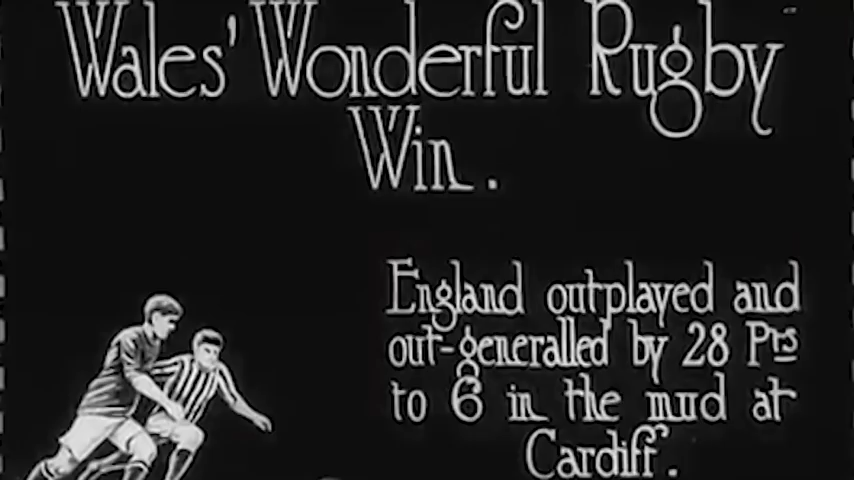 Wales' Wonderful Rugby
Win.
England outplayed and
out-generalled by 28 Pts
to 6 in the mud at
Cardiff.